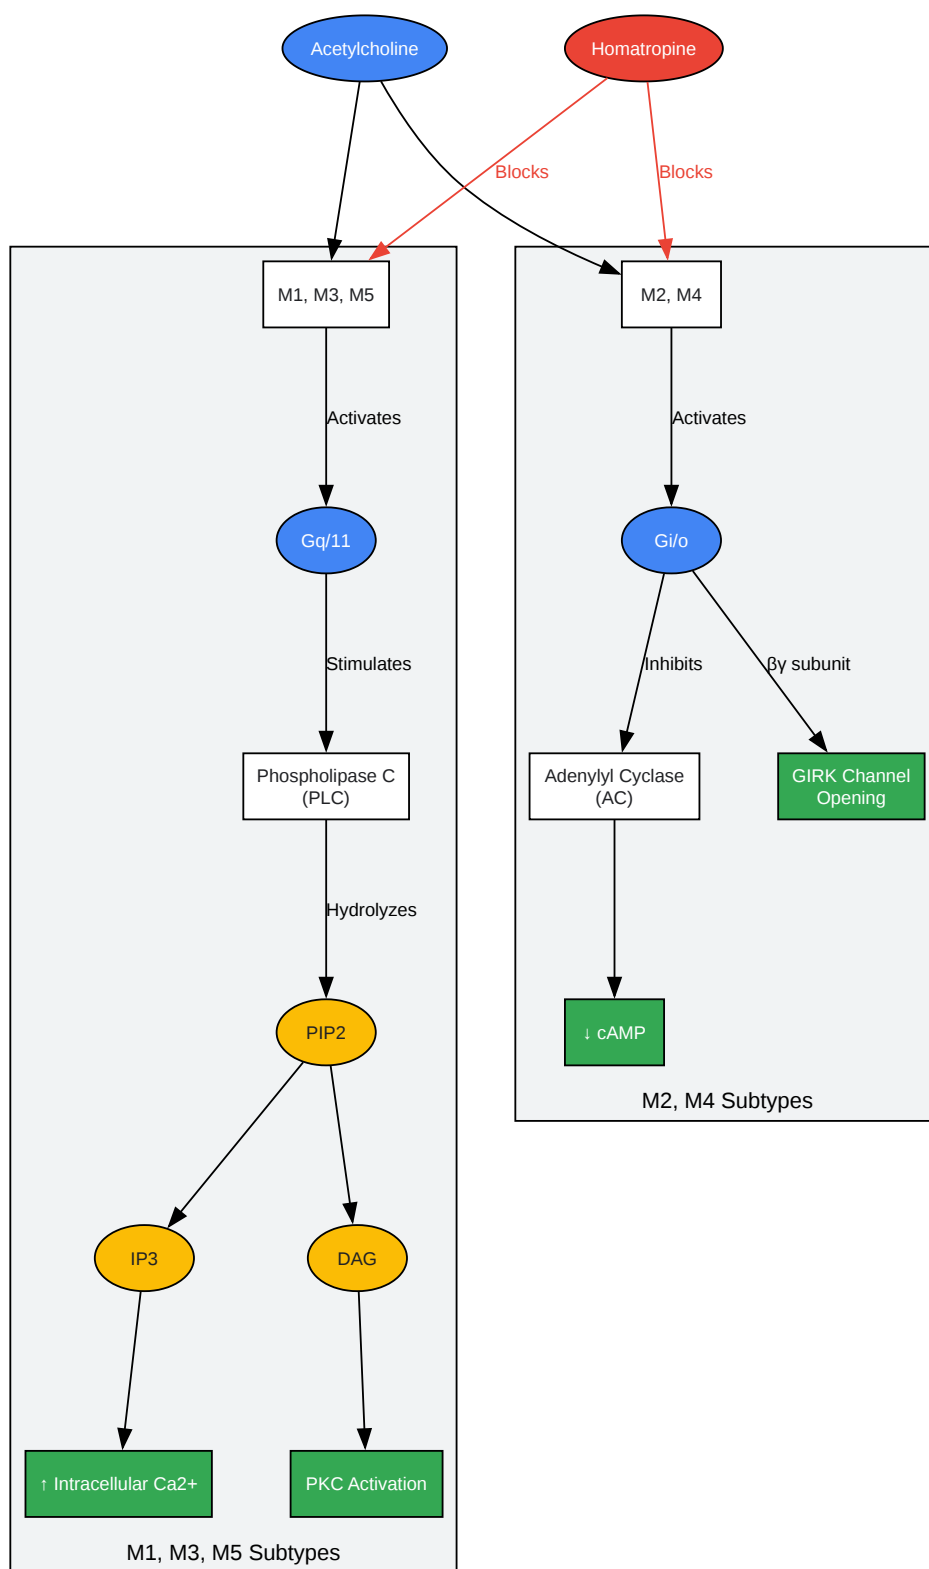 Acetylcholine
Homatropine
Blocks
Blocks
M1, M3, M5
M2, M4
Activates
Activates
Gq/11
Gi/o
Stimulates
Inhibits
βγ subunit
Phospholipase C
(PLC)
Adenylyl Cyclase
(AC)
GIRK Channel
Opening
Hydrolyzes
PIP2
↓ cAMP
M2, M4 Subtypes
IP3
DAG
↑ Intracellular Ca2+
PKC Activation
M1, M3, M5 Subtypes